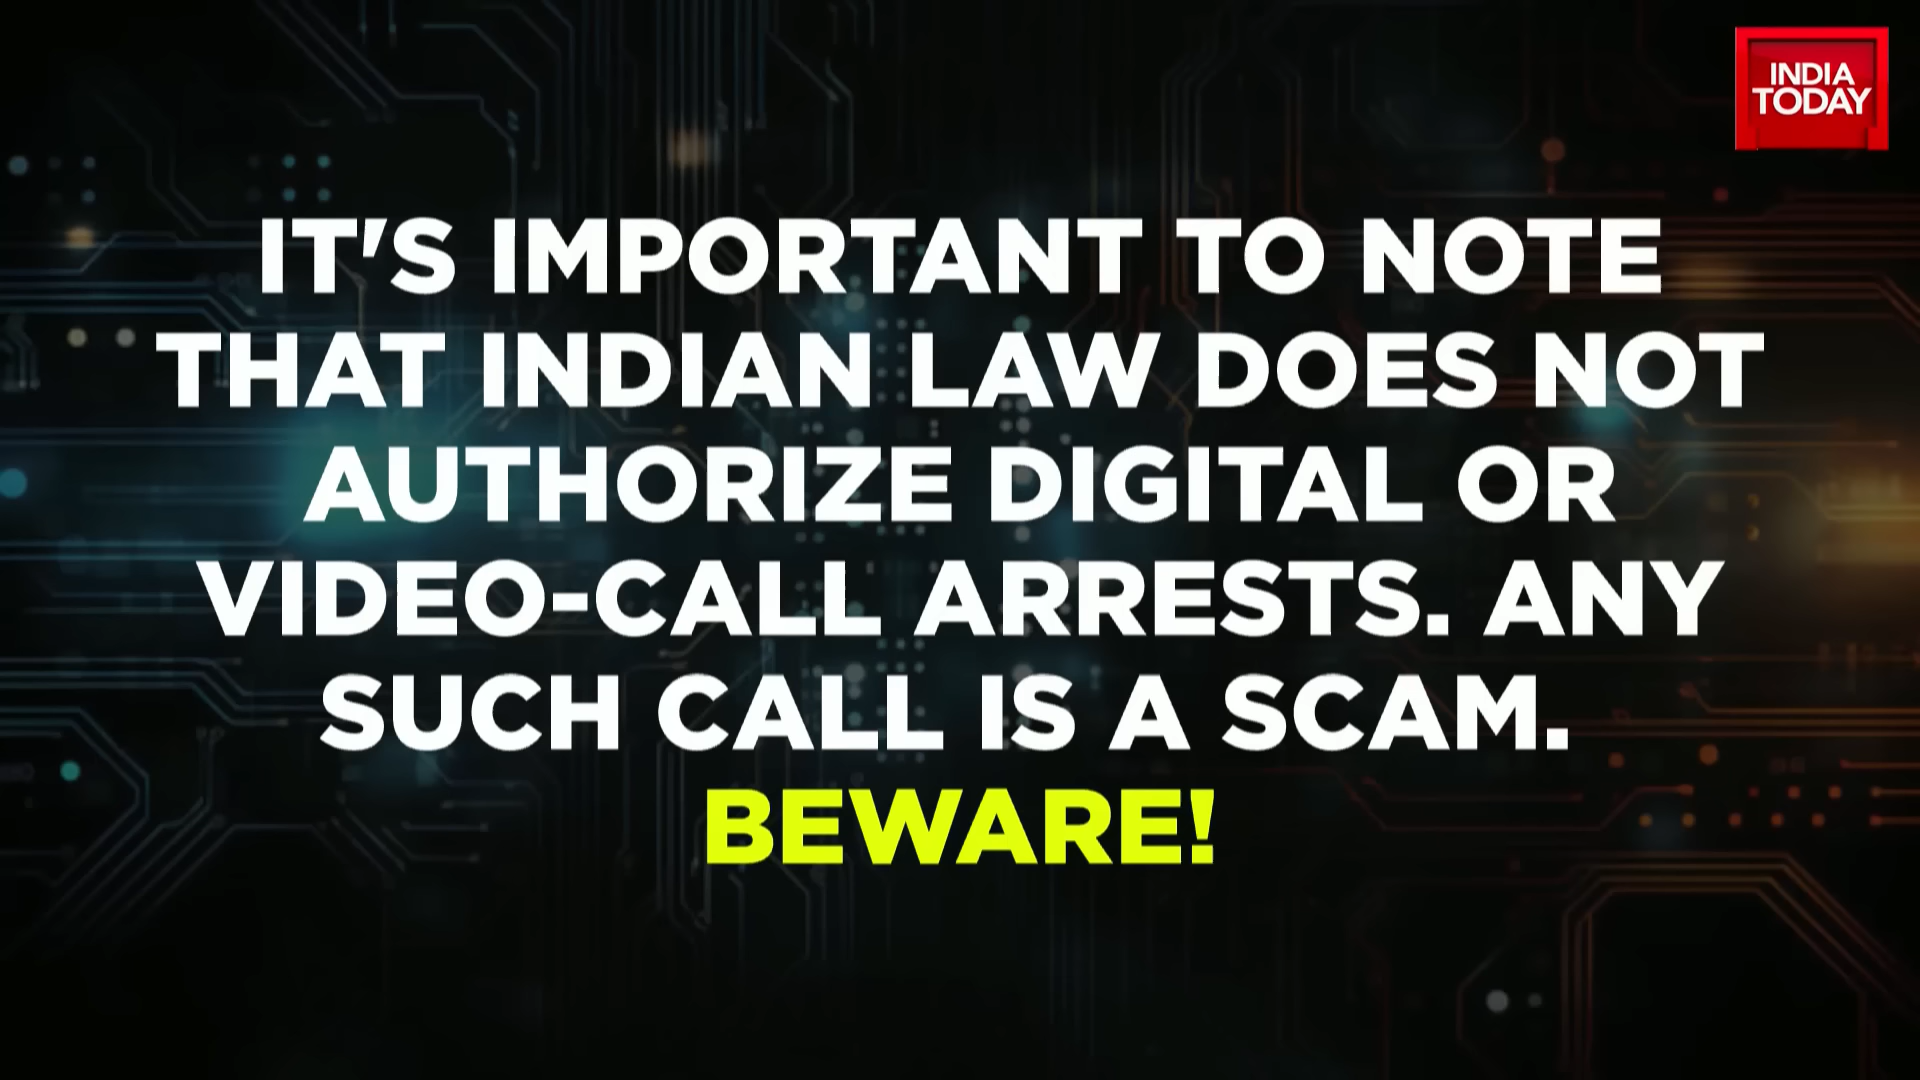 INDIA
TODAY
IT'S IMPORTANT TO NOTE
THAT INDIAN LAW DOES NOT
AUTHORIZE DIGITAL OR
VIDEO-CALL ARRESTS. ANY
SUCH CALL IS A SCAM.
BEWARE!